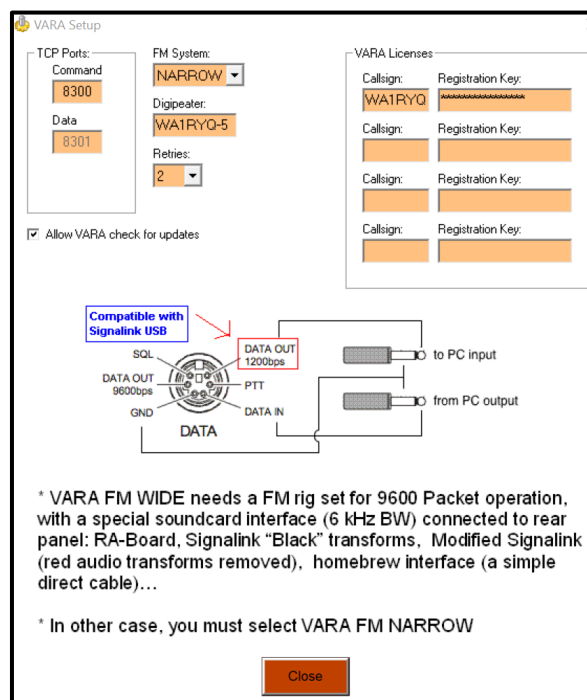 VARA Setup
TCP Ports:
Command
8300
Data
8301
FM System:
NARROW
Digipeater:
WA1RYQ-5
Retries:
2
VARA Licenses
Callsign: Registration Key:
WA1RYQ ****************
Callsign: Registration Key:
Callsign: Registration Key:
Callsign: Registration Key:
Allow VARA check for updates
Compatible with
Signalink USB
SQL
DATA OUT
1200bps
DATA OUT
9600bps
PTT
GND
DATA IN
DATA
to PC input
from PC output
* VARA FM WIDE needs a FM rig set for 9600 Packet operation,
with a special soundcard interface (6 kHz BW) connected to rear
panel: RA-Board, Signalink “Black” transforms, Modified Signalink
(red audio transforms removed), homebrew interface (a simple
direct cable)...
* In other case, you must select VARA FM NARROW
Close